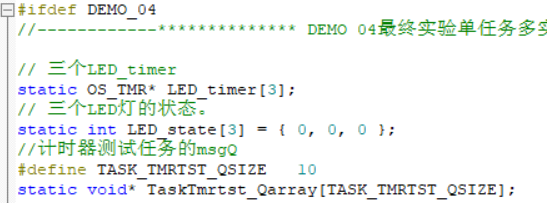 #ifdef DEMO_04
//------------************** DEMO 04最终实验单任务多实
// 三个LED_timer
static OS_TMR* LED_timer[3];
// 三个LED灯的状态。
static int LED_state[3] = { 0, 0, 0 };
//计时器测试任务的msgQ
#define TASK_TMRTST_QSIZE   10
static void* TaskTmrtst_Qarray[TASK_TMRTST_QSIZE];